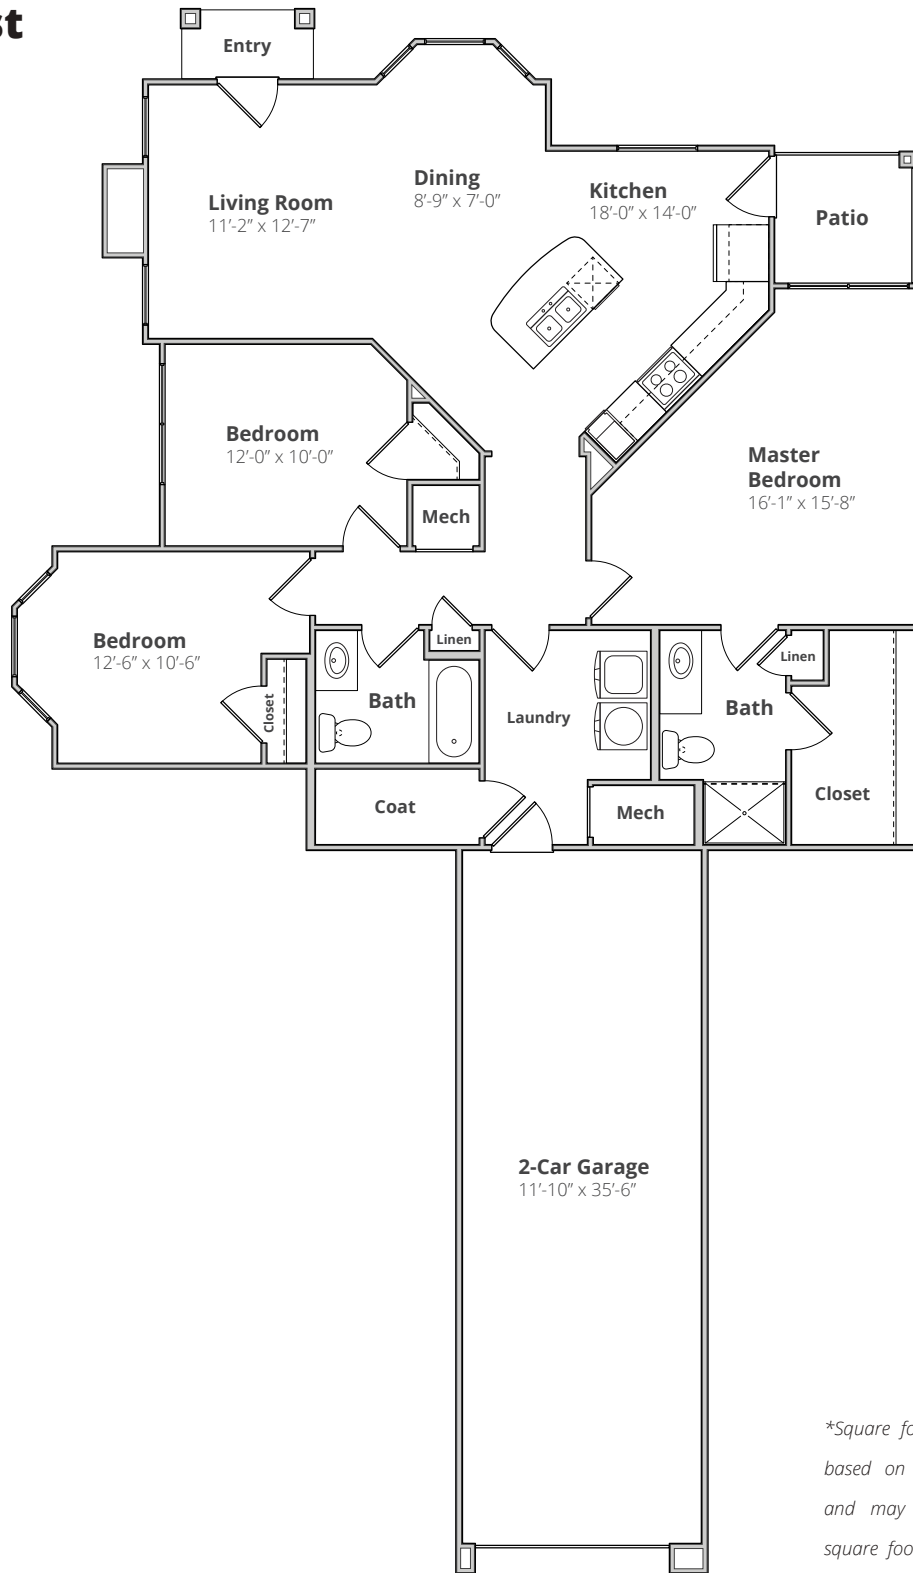 Entry
Living Room
11’-2” x 12’-7”
Dining
8’-9” x 7’-0”
Kitchen
18’-0” x 14’-0”
Patio
Bedroom
12’-0” x 10’-0”
Master
Bedroom
16’-1” x 15’-8”
Mech
Bedroom
12’-6” x 10’-6”
Linen
Linen
Closet
Bath
Laundry
Bath
Coat
Mech
Closet
2-Car Garage
11’-10” x 35’-6”
*Square
based on
and may
square